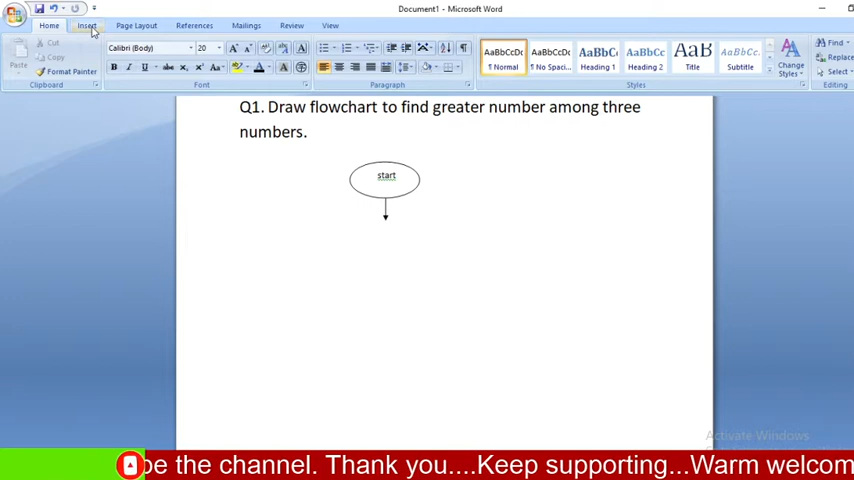 Document1 - Microsoft Word
Home Insert Page Layout References Mailings Review View
Cut
Copy
Paste
Format Painter
Clipboard
Calibri (Body) 20
Font
Paragraph
AaBbCcDc AaBbCcDc AaBbC AaBbCc AaB AaBbCc.
¶ Normal ¶ No Spaci... Heading 1 Heading 2 Title Subtitle
Change
Styles
Styles
Find
Replace
Select
Editing
Q1. Draw flowchart to find greater number among three
numbers.
start
Activate Windows
be the channel. Thank you....Keep supporting...Warm welcom